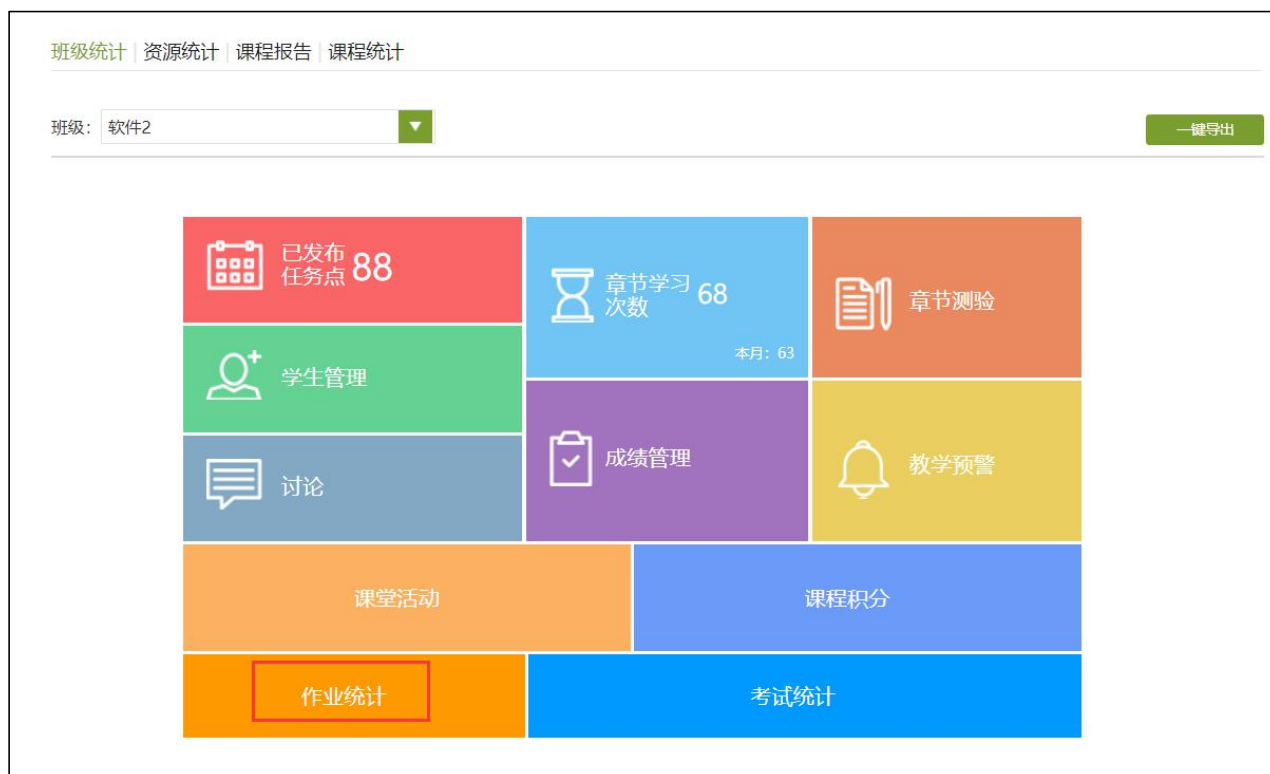 班级统计 资源统计 课程报告 课程统计
班级： 软件2
一键导出
已发布
任务点 88
章节学习
次数 68
本月：63
章节测验
学生管理
讨论
成绩管理
教学预警
课堂活动
课程积分
作业统计
考试统计